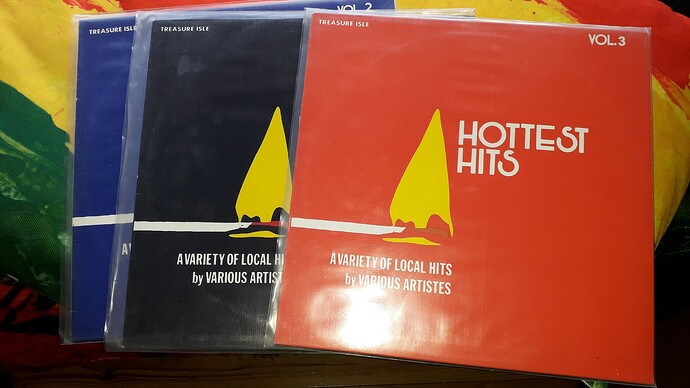 TREASURE ISLE
VOL. 2
A
TREASURE ISLE
A VARIETY OF LOCAL HI
by VARIOUS ARTISTE
TREASURE ISLE
VOL. 3
HOTTEST
HITS
A VARIETY OF LOCAL HITS
by VARIOUS ARTISTES